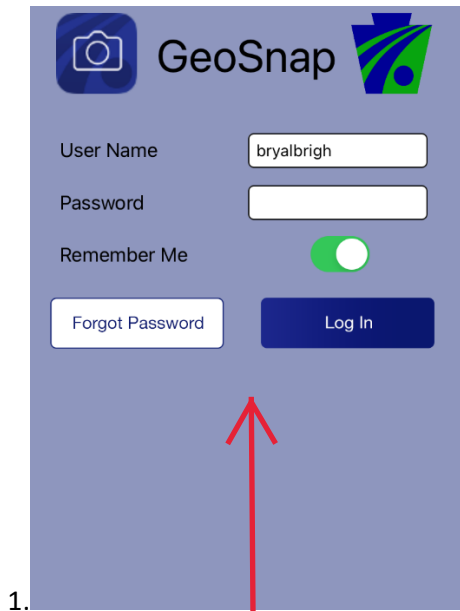 GeoSnap
User Name bryalbrigh
Password
Remember Me
Forgot Password Log In
1.